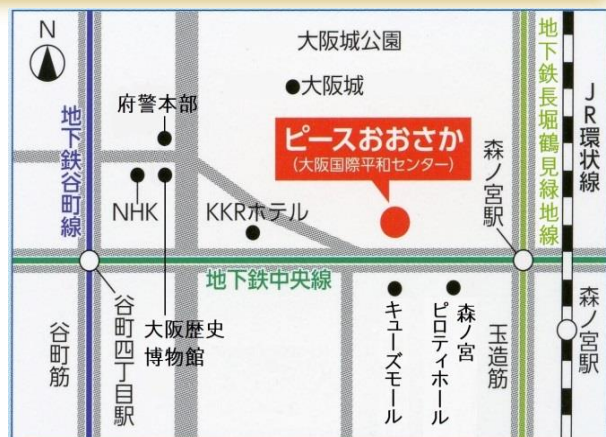 N
大阪城公園
大阪城
府警本部
ピースおおさか
(大阪国際平和センター)
地下鉄谷町線
NHK
KKRホテル
森ノ宮駅
地下鉄長堀鶴見緑地線
JR環状線
地下鉄中央線
谷町筋
谷町四丁目駅
大阪歴史
博物館
キューズモール
森ノ宮
ピロティホール
玉造筋
森ノ宮駅